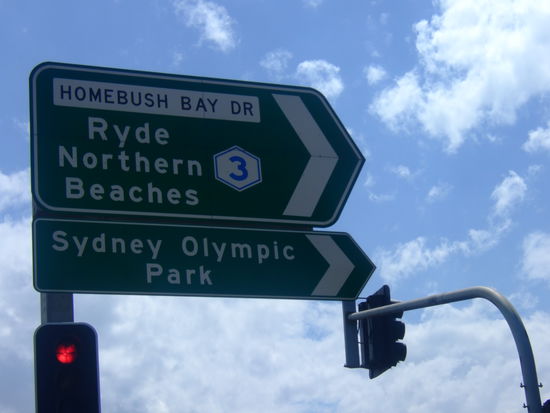 HOMEBUSH BAY DR
Ryde
Northern 3
Beaches
Sydney Olympic
Park